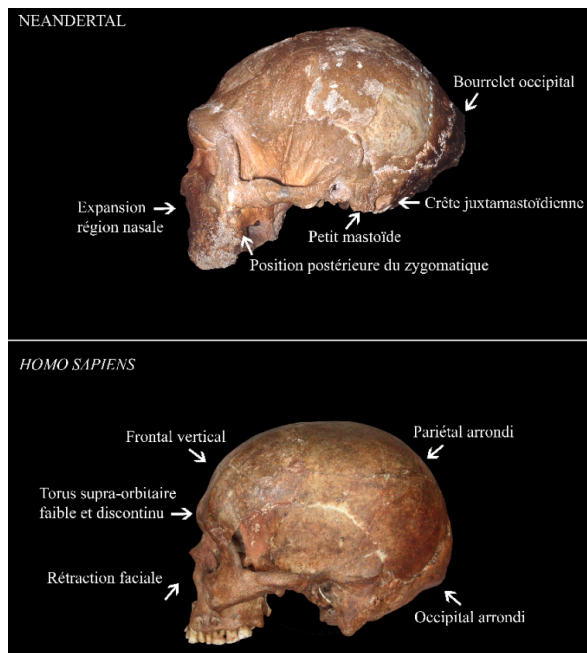 NEANDERTAL
Bourrelet occipital
Expansion
région nasale
Crête juxtamastoïdienne
Petit mastoïde
Position postérieure du zygomatique
HOMO SAPIENS
Frontal vertical
Pariétal arrondi
Torus supra-orbitaire
faible et discontinu
Rétraction faciale
Occipital arrondi